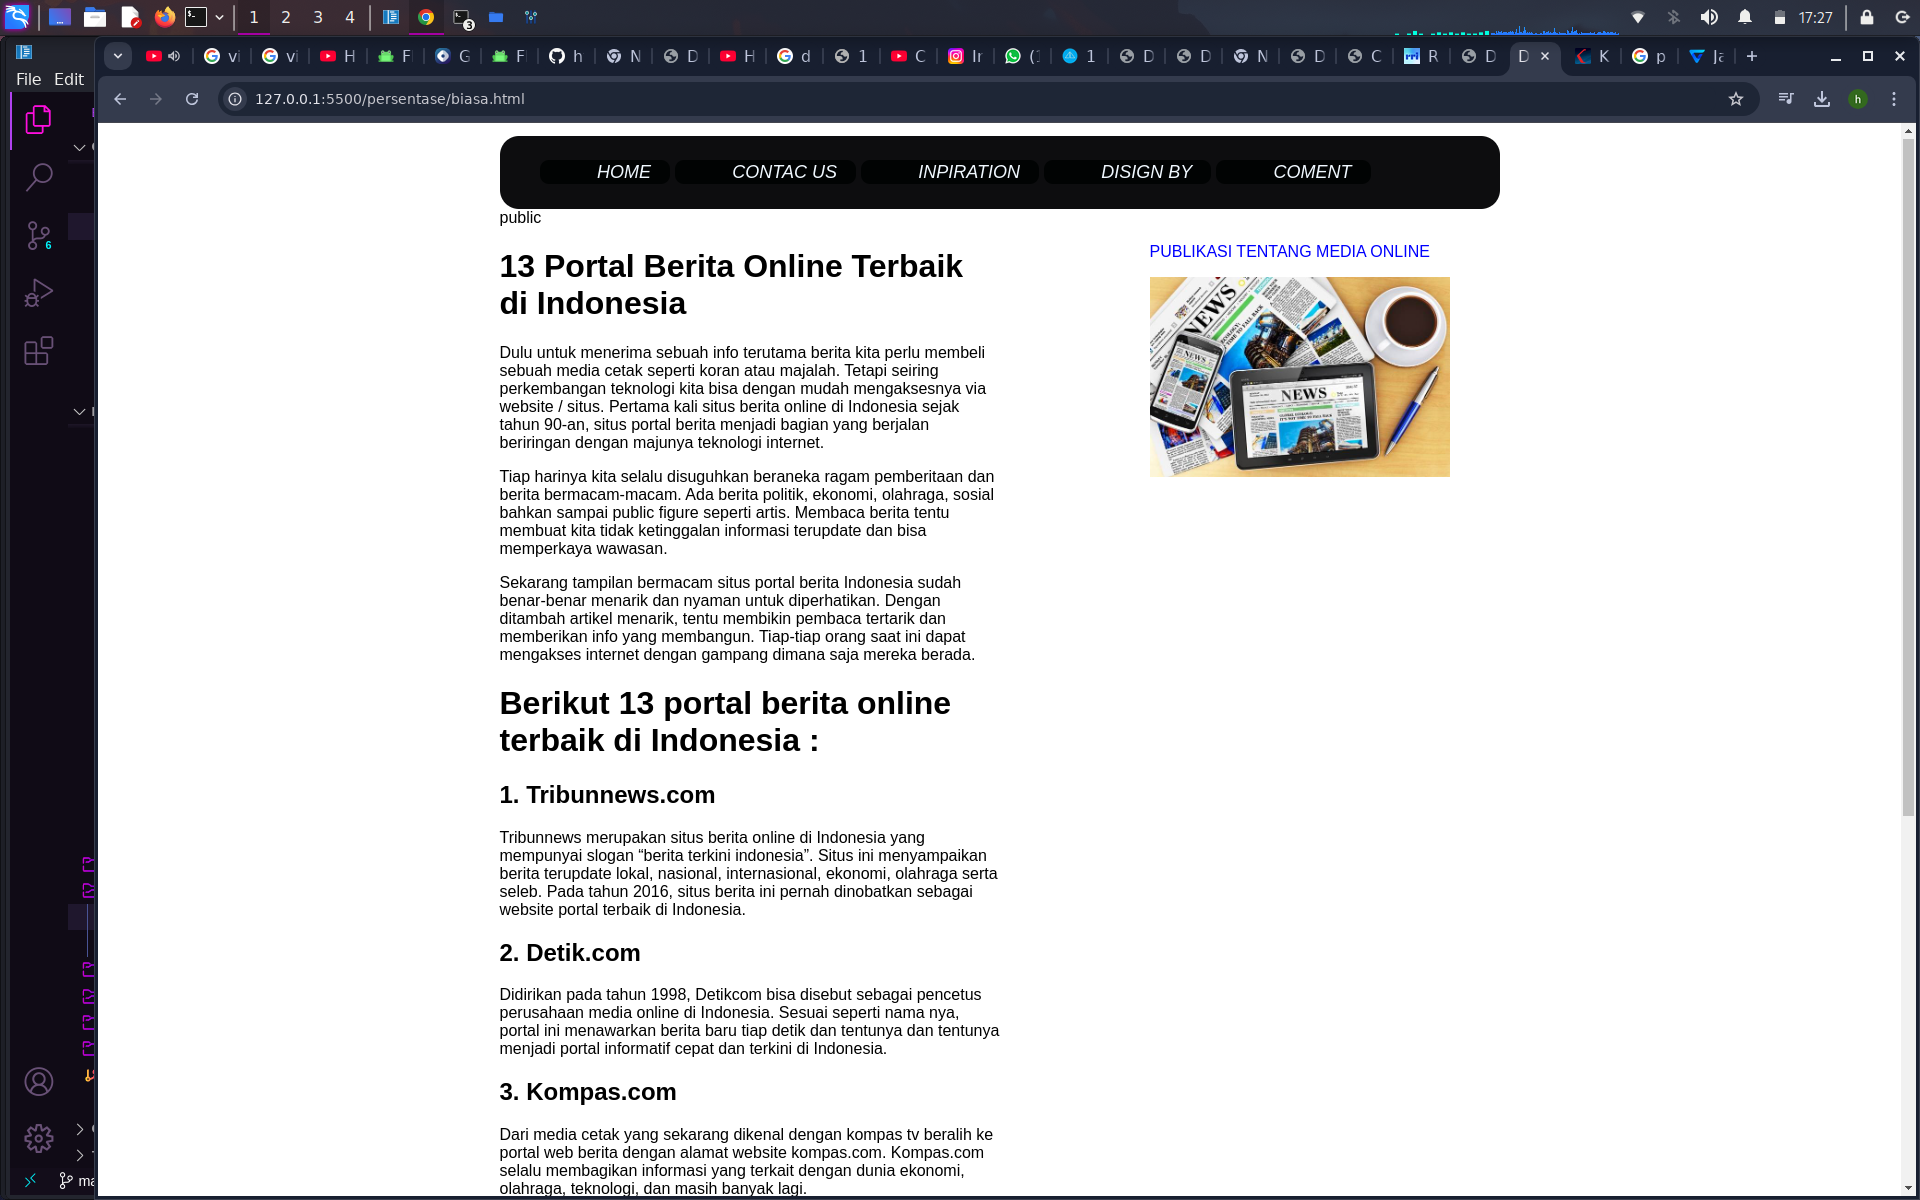 1 2 3 4
3
17:27
File Edit
vi
vi
H
F
G
F
h
N
D
H
d
1
C
Ir
(1
1
D
D
N
D
C
R
D
D
K
p
Ja
127.0.0.1:5500/persentase/biasa.html
h
HOME CONTAC US INPIRATION DISIGN BY COMENT
public
13 Portal Berita Online Terbaik
di Indonesia
Dulu untuk menerima sebuah info terutama berita kita perlu membeli
sebuah media cetak seperti koran atau majalah. Tetapi seiring
perkembangan teknologi kita bisa dengan mudah mengaksesnya via
website / situs. Pertama kali situs berita online di Indonesia sejak
tahun 90-an, situs portal berita menjadi bagian yang berjalan
beriringan dengan majunya teknologi internet.
Tiap harinya kita selalu disuguhkan beraneka ragam pemberitaan dan
berita bermacam-macam. Ada berita politik, ekonomi, olahraga, sosial
bahkan sampai public figure seperti artis. Membaca berita tentu
membuat kita tidak ketinggalan informasi terupdate dan bisa
memperkaya wawasan.
Sekarang tampilan bermacam situs portal berita Indonesia sudah
benar-benar menarik dan nyaman untuk diperhatikan. Dengan
ditambah artikel menarik, tentu membikin pembaca tertarik dan
memberikan info yang membangun. Tiap-tiap orang saat ini dapat
mengakses internet dengan gampang dimana saja mereka berada.
Berikut 13 portal berita online
terbaik di Indonesia :
1. Tribunnews.com
Tribunnews merupakan situs berita online di Indonesia yang
mempunyai slogan “berita terkini indonesia”. Situs ini menyampaikan
berita terupdate lokal, nasional, internasional, ekonomi, olahraga serta
seleb. Pada tahun 2016, situs berita ini pernah dinobatkan sebagai
website portal terbaik di Indonesia.
2. Detik.com
Didirikan pada tahun 1998, Detikcom bisa disebut sebagai pencetus
perusahaan media online di Indonesia. Sesuai seperti nama nya,
portal ini menawarkan berita baru tiap detik dan tentunya dan tentunya
menjadi portal informatif cepat dan terkini di Indonesia.
3. Kompas.com
Dari media cetak yang sekarang dikenal dengan kompas tv beralih ke
portal web berita dengan alamat website kompas.com. Kompas.com
selalu membagikan informasi yang terkait dengan dunia ekonomi,
olahraga, teknologi, dan masih banyak lagi.
PUBLIKASI TENTANG MEDIA ONLINE
NEWS
NEWS
NEWS
6
ma